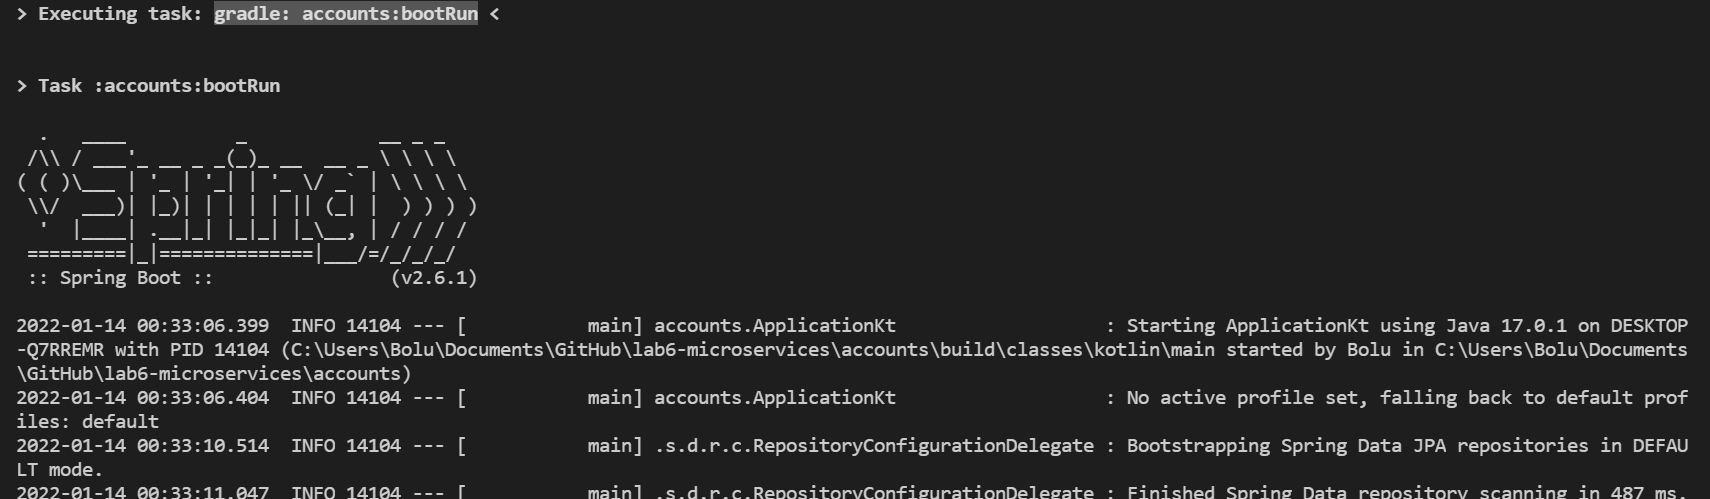 > Executing task: gradle: accounts:bootRun <
> Task :accounts:bootRun
  .   ____          _            __ _ _
 /\\ / ___'_ __ _ _(_)_ __  __ _ \ \ \ \
( ( )\___ | '_ | '_| | '_ \/ _` | \ \ \ \
 \\/  ___)| |_)| | | | | || (_| |  ) ) ) )
  '  |____| .__|_| |_|_| |_\__, | / / / /
 =========|_|==============|___/=/_/_/_/
 :: Spring Boot ::                (v2.6.1)
2022-01-14 00:33:06.399  INFO 14104 --- [           main] accounts.ApplicationKt                   : Starting ApplicationKt using Java 17.0.1 on DESKTOP
-Q7RREMR with PID 14104 (C:\Users\Bolu\Documents\GitHub\lab6-microservices\accounts\build\classes\kotlin\main started by Bolu in C:\Users\Bolu\Documents
\GitHub\lab6-microservices\accounts)
2022-01-14 00:33:06.404  INFO 14104 --- [           main] accounts.ApplicationKt                   : No active profile set, falling back to default prof
iles: default
2022-01-14 00:33:10.514  INFO 14104 --- [           main] .s.d.r.c.RepositoryConfigurationDelegate : Bootstrapping Spring Data JPA repositories in DEFAU
LT mode.
2022-01-14 00:33:11.047  INFO 14104 --- [           main] .s.d.r.c.RepositoryConfigurationDelegate : Finished Spring Data repository scanning in 487 ms.